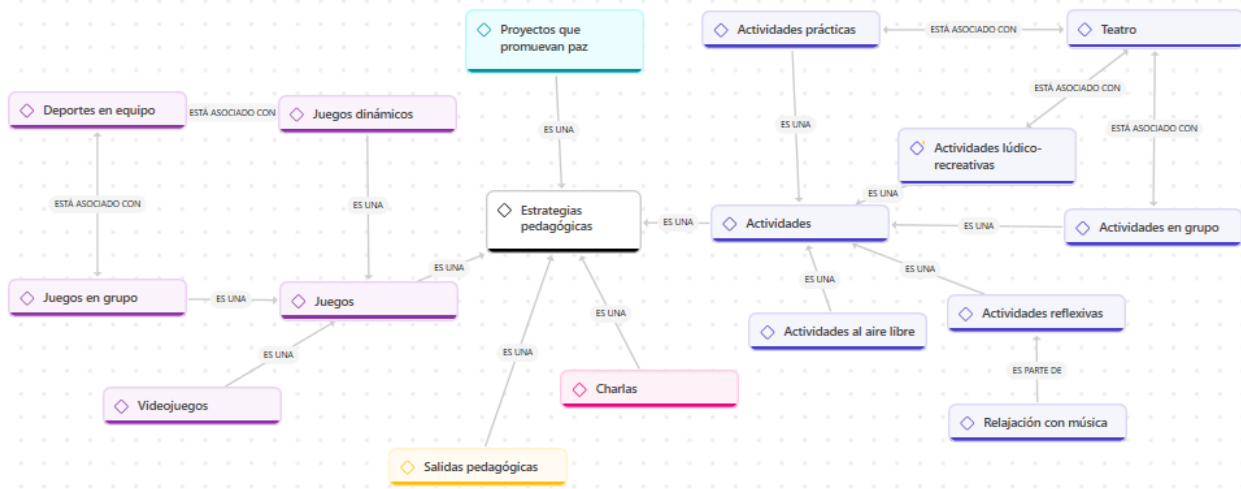 Proyectos que
promuevan paz
Actividades prácticas
ESTÁ ASOCIADO CON
Teatro
ESTÁ ASOCIADO CON
Deportes en equipo
ESTÁ ASOCIADO CON
Juegos dinámicos
ES UNA
ES UNA
ESTÁ ASOCIADO CON
Actividades lúdico-
recreativas
ES UNA
ESTÁ ASOCIADO CON
ES UNA
Estrategias
pedagógicas
ES UNA
Actividades
ES UNA
Actividades en grupo
ES UNA
ES UNA
ES UNA
Juegos en grupo
ES UNA
Juegos
ES UNA
Actividades reflexivas
Actividades al aire libre
ES UNA
ES UNA
ES PARTE DE
Charlas
Videojuegos
Relajación con música
Salidas pedagógicas